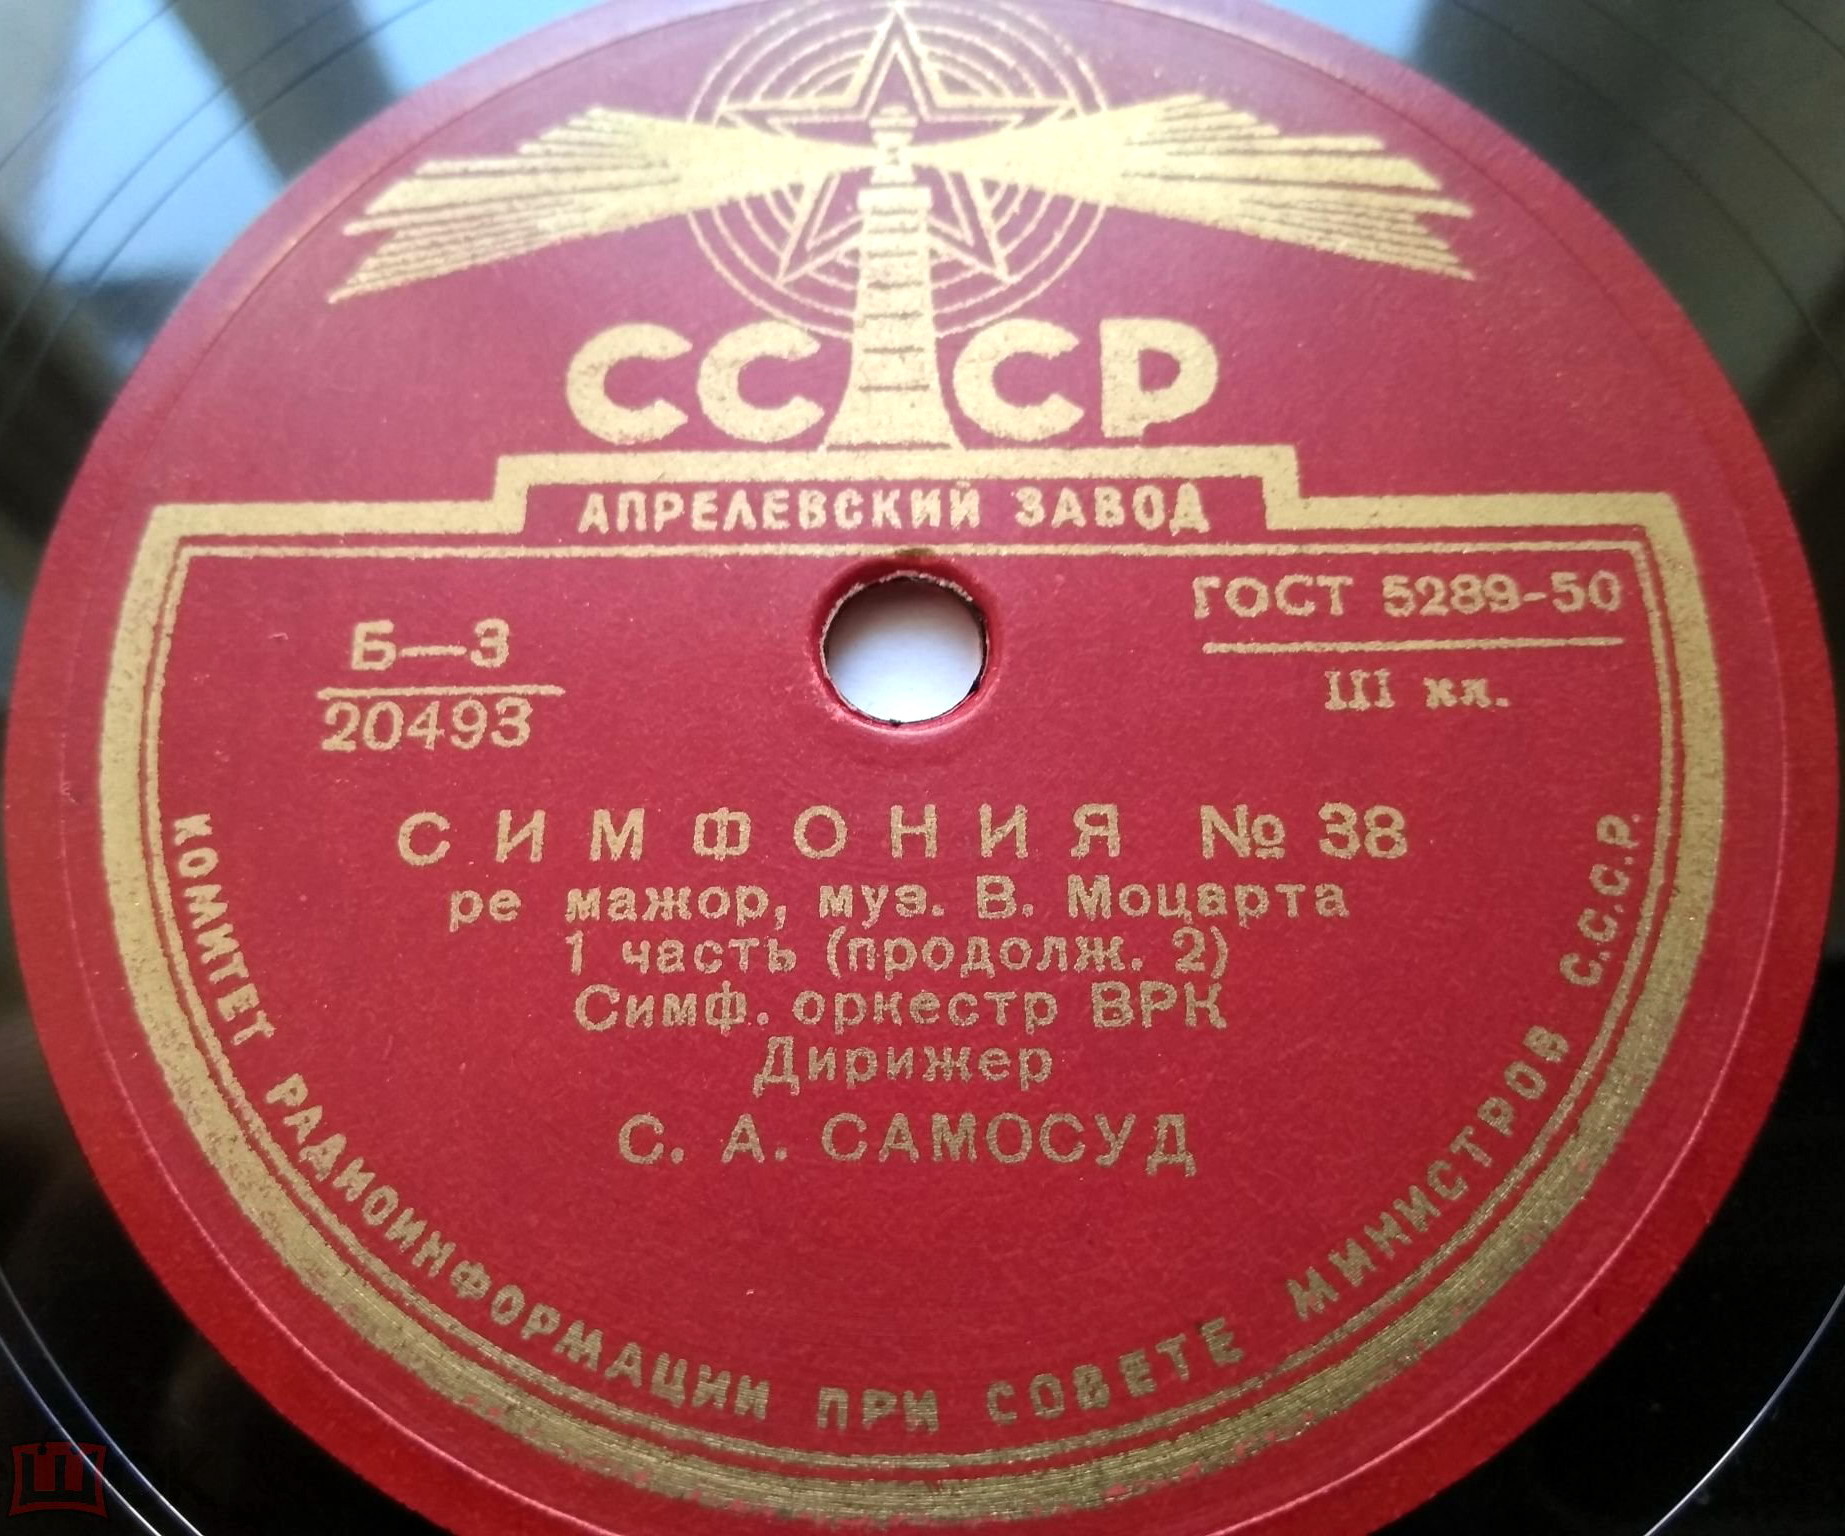 СССР
АПРЕЛЕВСКИЙ ЗАВОД
ГОСТ 5289-50
III кл.
Б—3
20493
СИМФОНИЯ № 38
ре мажор, муз. В. Моцарта
1 часть (продолж. 2)
Симф. оркестр ВРК
Дирижер
С. А. САМОСУД
КОМИТЕТ РАДИОИНФОРМАЦИИ ПРИ СОВЕТЕ МИНИСТРОВ С.С.С.Р.